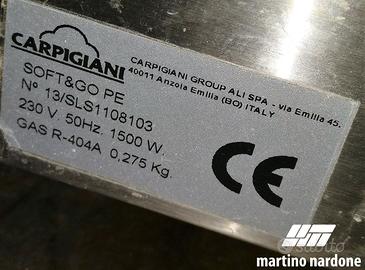 CARPIGIANI
CARPIGIANI GROUP ALI SPA - via Emilia 45.
40011 Anzola Emilia (BO) ITALY
SOFT&GO PE
N° 13/SLS1108103
230 V. 50Hz. 1500 W.
GAS R-404A 0,275 Kg.
CE
subito
martino nardone